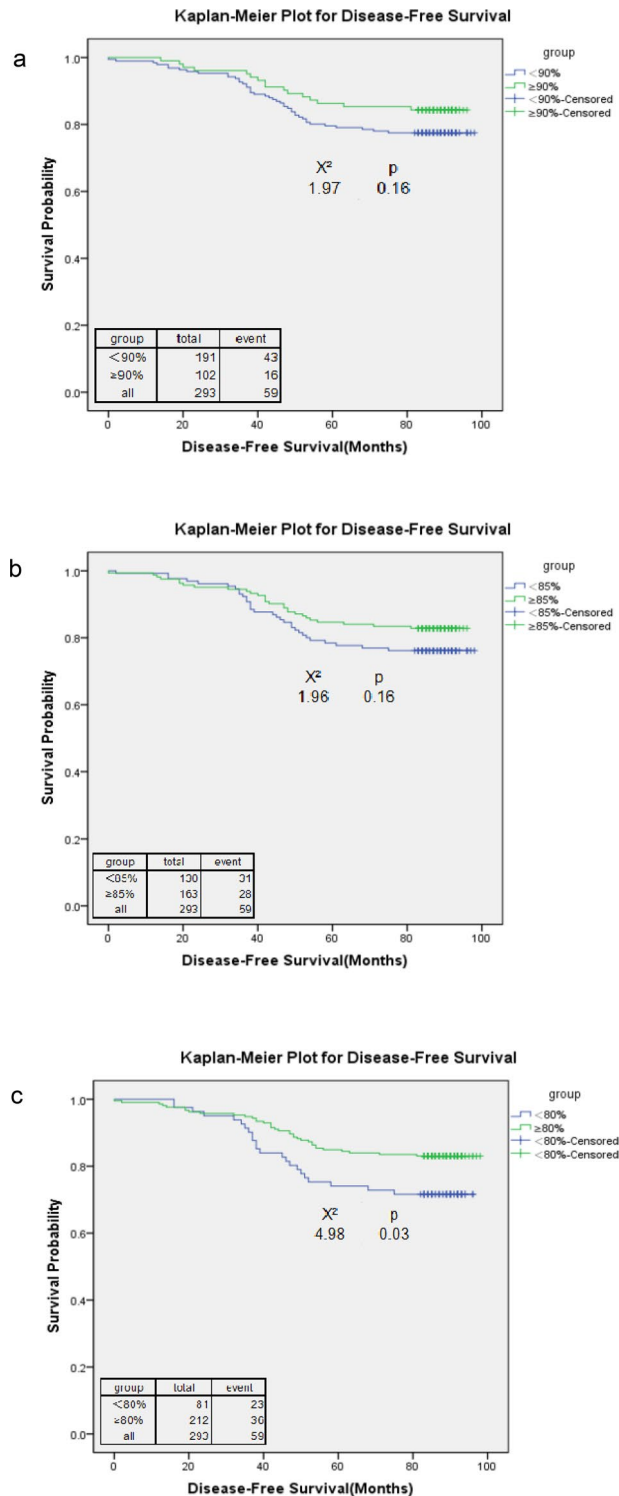 Kaplan-Meier Plot for Disease-Free Survival
a
group
<90%
≥90%
<90%-Censored
≥90%-Censored
1.0
0.8
0.6
0.4
0.2
0.0
Survival Probability
X² p
1.97 0.16
group total event
<90% 191 43
≥90% 102 16
all 293 59
0 20 40 60 80 100
Disease-Free Survival(Months)
Kaplan-Meier Plot for Disease-Free Survival
b
group
<85%
≥85%
<85%-Censored
≥85%-Censored
1.0
0.8
0.6
0.4
0.2
0.0
Survival Probability
X² p
1.96 0.16
group total event
<85% 130 31
≥85% 163 28
all 293 59
0 20 40 60 80 100
Disease-Free Survival(Months)
Kaplan-Meier Plot for Disease-Free Survival
c
group
<80%
≥80%
<80%-Censored
<80%-Censored
1.0
0.8
0.6
0.4
0.2
0.0
Survival Probability
X² p
4.98 0.03
group total event
<80% 81 23
≥80% 212 36
all 293 59
0 20 40 60 80 100
Disease-Free Survival(Months)